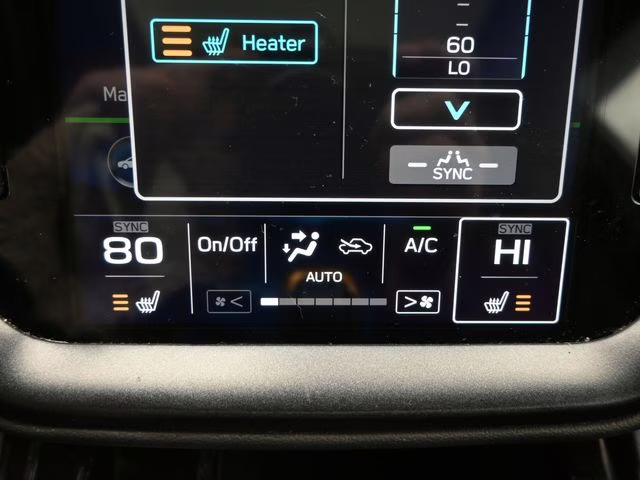 Heater
60
LO
Ma
SYNC
SYNC
80
On/Off
AUTO
A/C
SYNC
HI
<
>